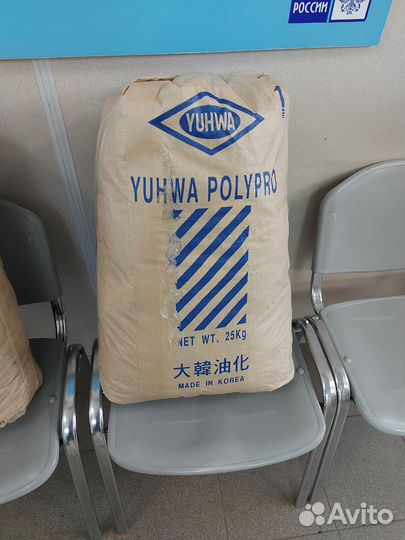 РОССИИ
YUHWA
YUHWA POLYPRO
NET WT. 25Kg
大韓油化
MADE IN KOREA
Avito